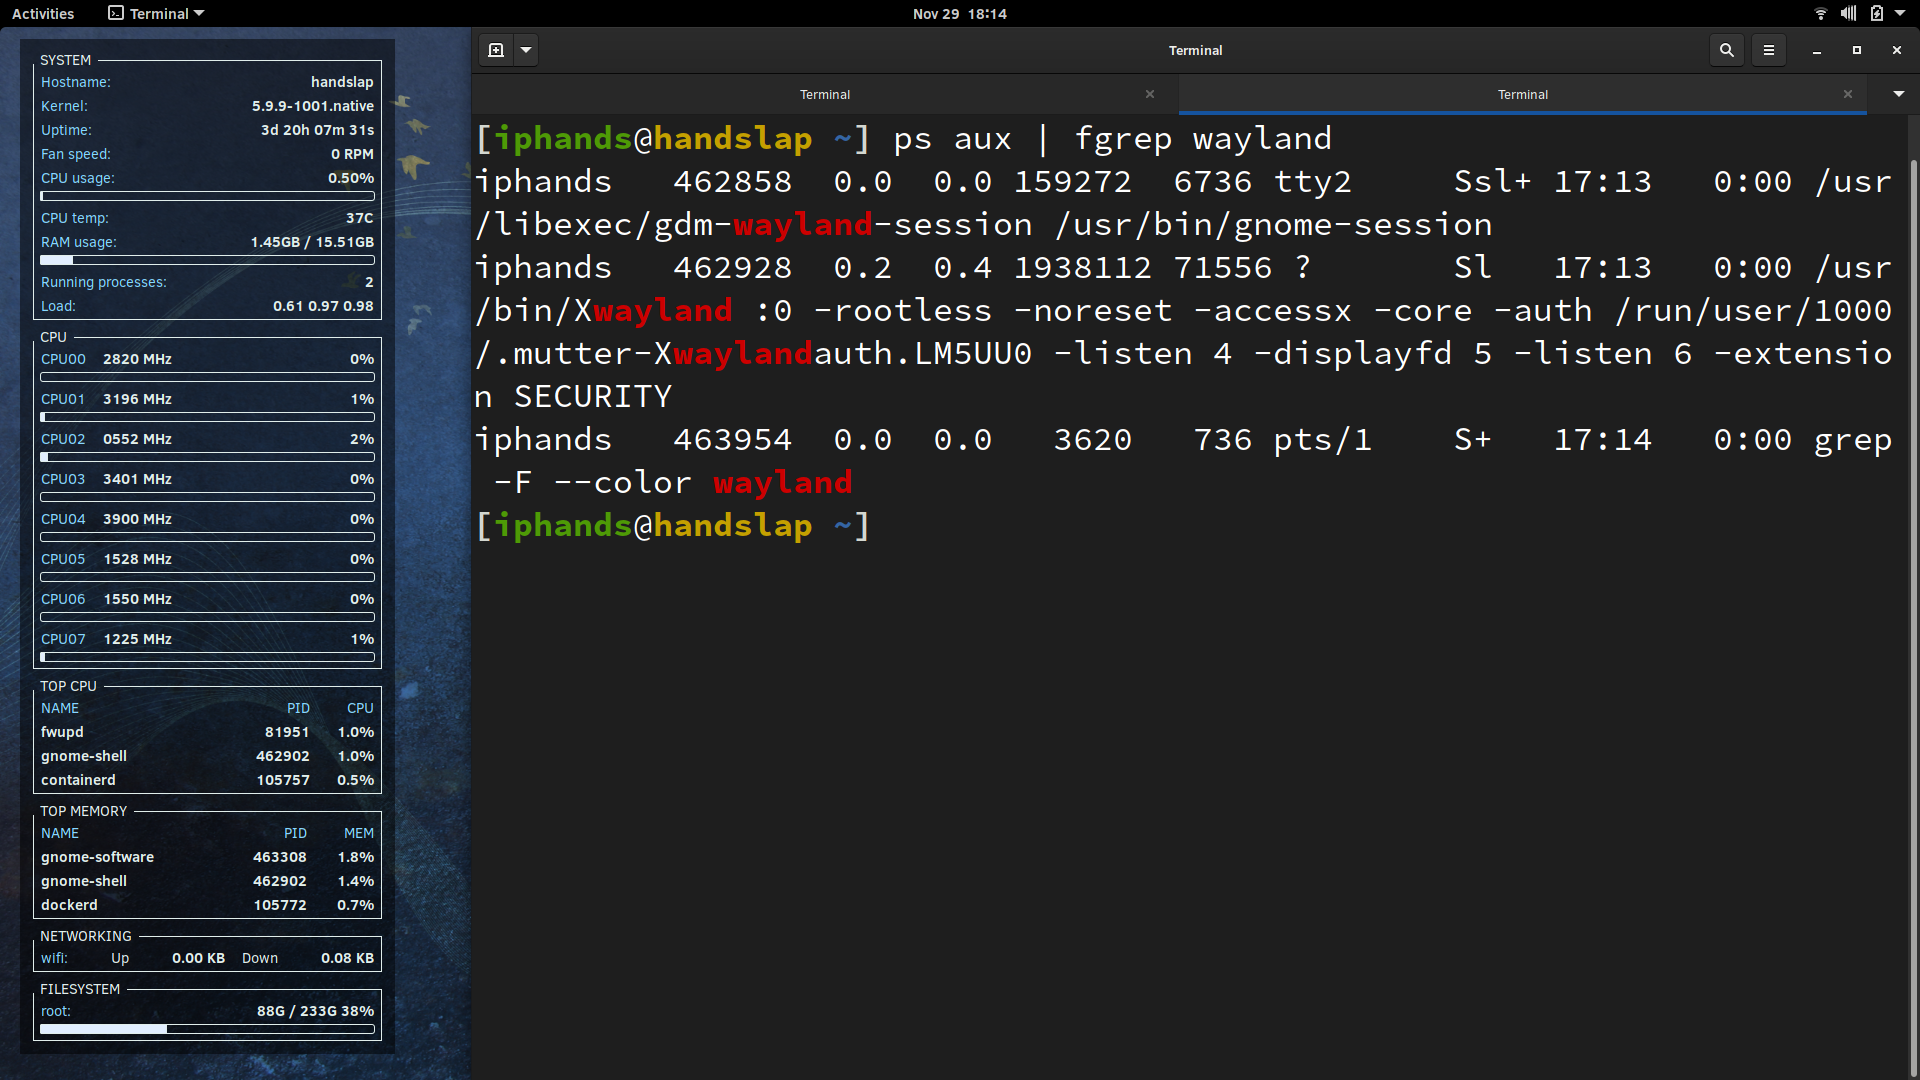 Activities Terminal Nov 29 18:14
SYSTEM
Hostname: handslap
Kernel: 5.9.9-1001.native
Uptime: 3d 20h 07m 31s
Fan speed: 0 RPM
CPU usage: 0.50%
CPU temp: 37C
RAM usage: 1.45GB / 15.51GB
Running processes: 2
Load: 0.61 0.97 0.98
CPU
CPU00 2820 MHz 0%
CPU01 3196 MHz 1%
CPU02 0552 MHz 2%
CPU03 3401 MHz 0%
CPU04 3900 MHz 0%
CPU05 1528 MHz 0%
CPU06 1550 MHz 0%
CPU07 1225 MHz 1%
TOP CPU
NAME PID CPU
fwupd 81951 1.0%
gnome-shell 462902 1.0%
containerd 105757 0.5%
TOP MEMORY
NAME PID MEM
gnome-software 463308 1.8%
gnome-shell 462902 1.4%
dockerd 105772 0.7%
NETWORKING
wifi: Up 0.00 KB Down 0.08 KB
FILESYSTEM
root: 88G / 233G 38%
Terminal
Terminal Terminal
[iphands@handslap ~] ps aux | fgrep wayland
iphands 462858 0.0 0.0 159272 6736 tty2 Ssl+ 17:13 0:00 /usr
/libexec/gdm-wayland-session /usr/bin/gnome-session
iphands 462928 0.2 0.4 1938112 71556 ? Sl 17:13 0:00 /usr
/bin/Xwayland :0 -rootless -noreset -accessx -core -auth /run/user/1000
/.mutter-Xwaylandauth.LM5UU0 -listen 4 -displayfd 5 -listen 6 -extensio
n SECURITY
iphands 463954 0.0 0.0 3620 736 pts/1 S+ 17:14 0:00 grep
-F --color wayland
[iphands@handslap ~]